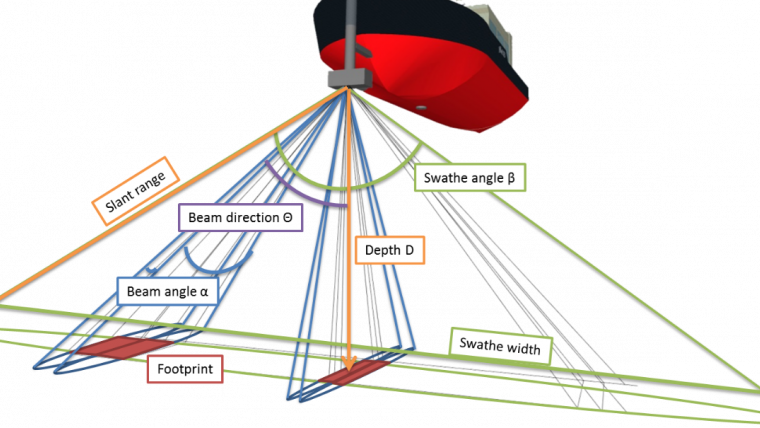 Slant range
Swathe angle β
Beam direction Θ
Depth D
Beam angle α
Swathe width
Footprint